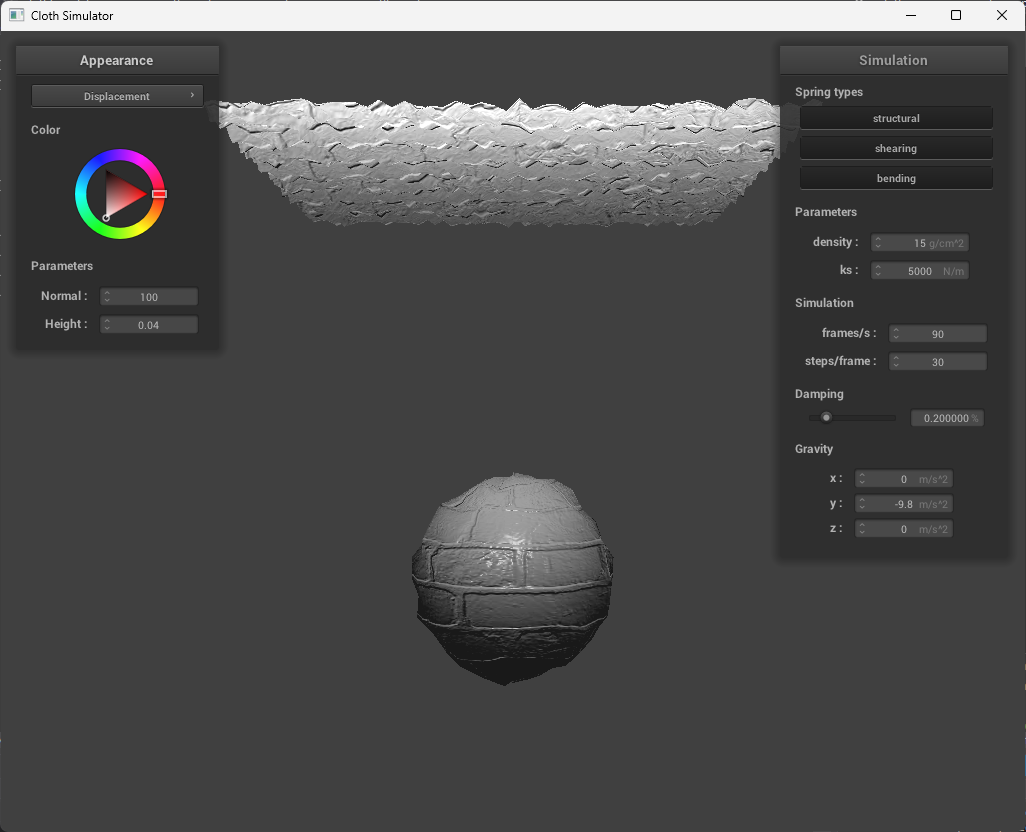 Cloth Simulator
Appearance
Displacement
Color
Parameters
Normal : 100
Height : 0.04
Simulation
Spring types
structural
shearing
bending
Parameters
density : 15 g/cm^2
ks : 5000 N/m
Simulation
frames/s : 90
steps/frame : 30
Damping
0.200000 %
Gravity
x : 0 m/s^2
y : -9.8 m/s^2
z : 0 m/s^2